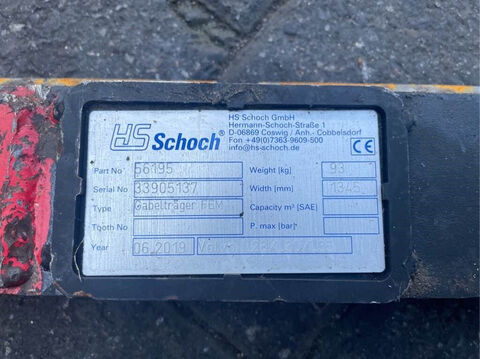 HS Schoch GmbH
Hermann-Schoch-Straße 1
D-06869 Coswig / Anh.- Cobbelsdorf
Fon +49(0)7363-9609-500
info@hs-schoch.de
HS Schoch®
CE
Part No 56195 Weight [kg] 93
Serial No 33905137 Width [mm] 1345
Type Gabelträger FEM Capacity m³ [SAE]
Tooth No P. max [bar]
Year 06.2019